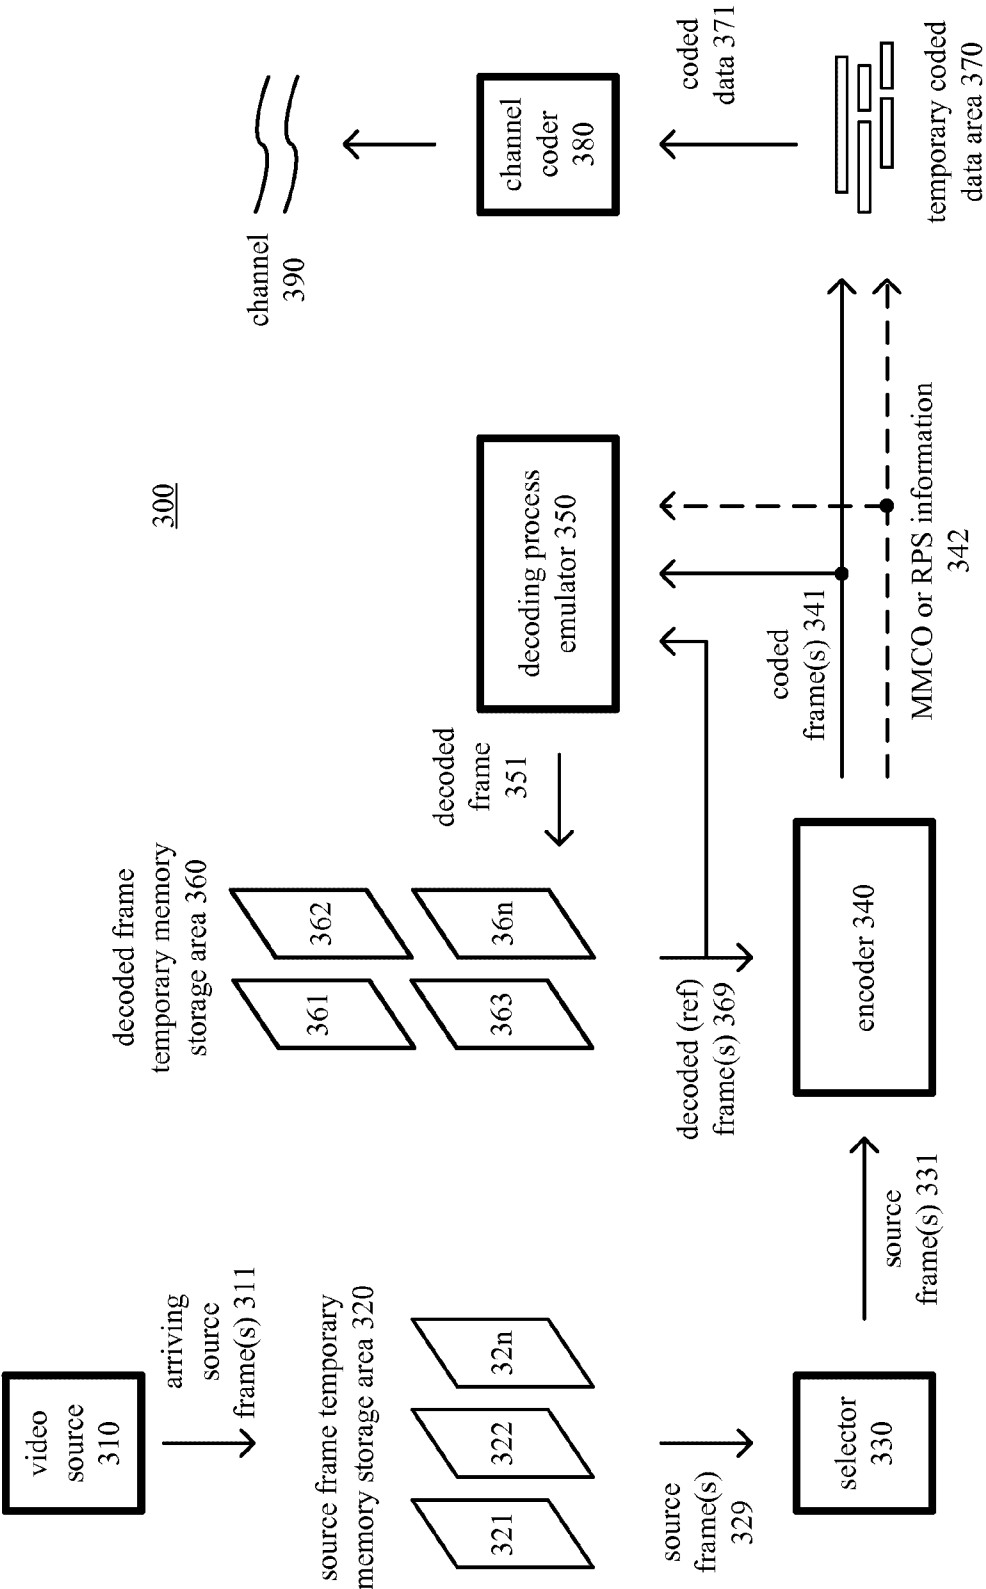 300
video
source
310
arriving
source
frame(s) 311
source frame temporary
memory storage area 320
321
322
32n
source
frame(s)
329
selector
330
source
frame(s) 331
encoder 340
decoded frame
temporary memory
storage area 360
361
362
363
36n
decoded (ref)
frame(s) 369
decoded
frame
351
decoding process
emulator 350
coded
frame(s) 341
MMCO or RPS information
342
channel
390
channel
coder
380
coded
data 371
temporary coded
data area 370